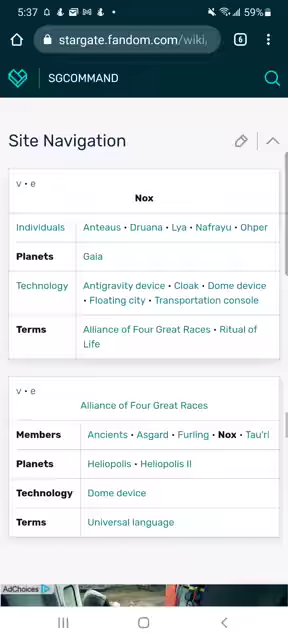 5:37
59%
stargate.fandom.com/wiki/
6
SGCOMMAND
Site Navigation
v • e
Nox
Individuals
Anteaus • Druana • Lya • Nafrayu • Ohper
Planets
Gaia
Technology
Antigravity device • Cloak • Dome device
• Floating city • Transportation console
Terms
Alliance of Four Great Races • Ritual of
Life
v • e
Alliance of Four Great Races
Members
Ancients • Asgard • Furling • Nox • Tau'ri
Planets
Heliopolis • Heliopolis II
Technology
Dome device
Terms
Universal language
AdChoices